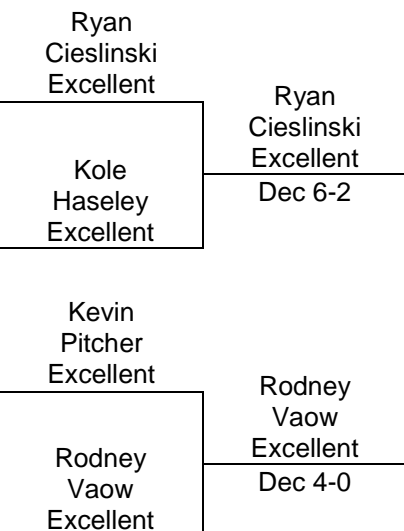 Ryan
Cieslinski
Excellent
Kole
Haseley
Excellent
Ryan
Cieslinski
Excellent
Dec 6-2
Kevin
Pitcher
Excellent
Rodney
Vaow
Excellent
Rodney
Vaow
Excellent
Dec 4-0